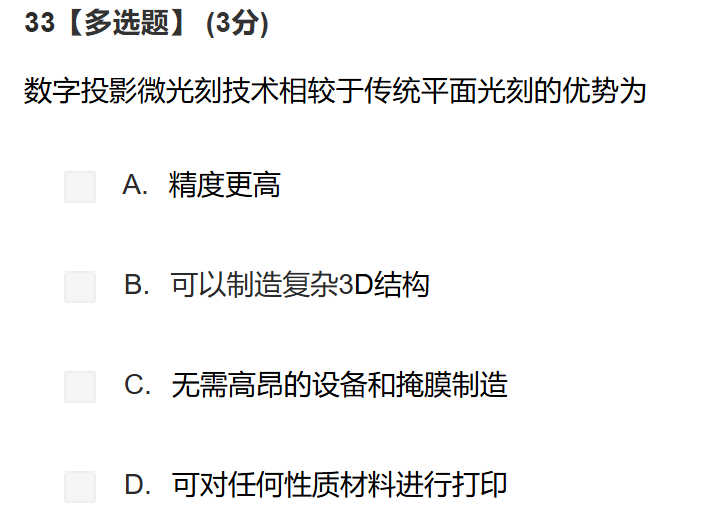 33【多选题】 (3分)
数字投影微光刻技术相较于传统平面光刻的优势为
A. 精度更高
B. 可以制造复杂3D结构
C. 无需高昂的设备和掩膜制造
D. 可对任何性质材料进行打印